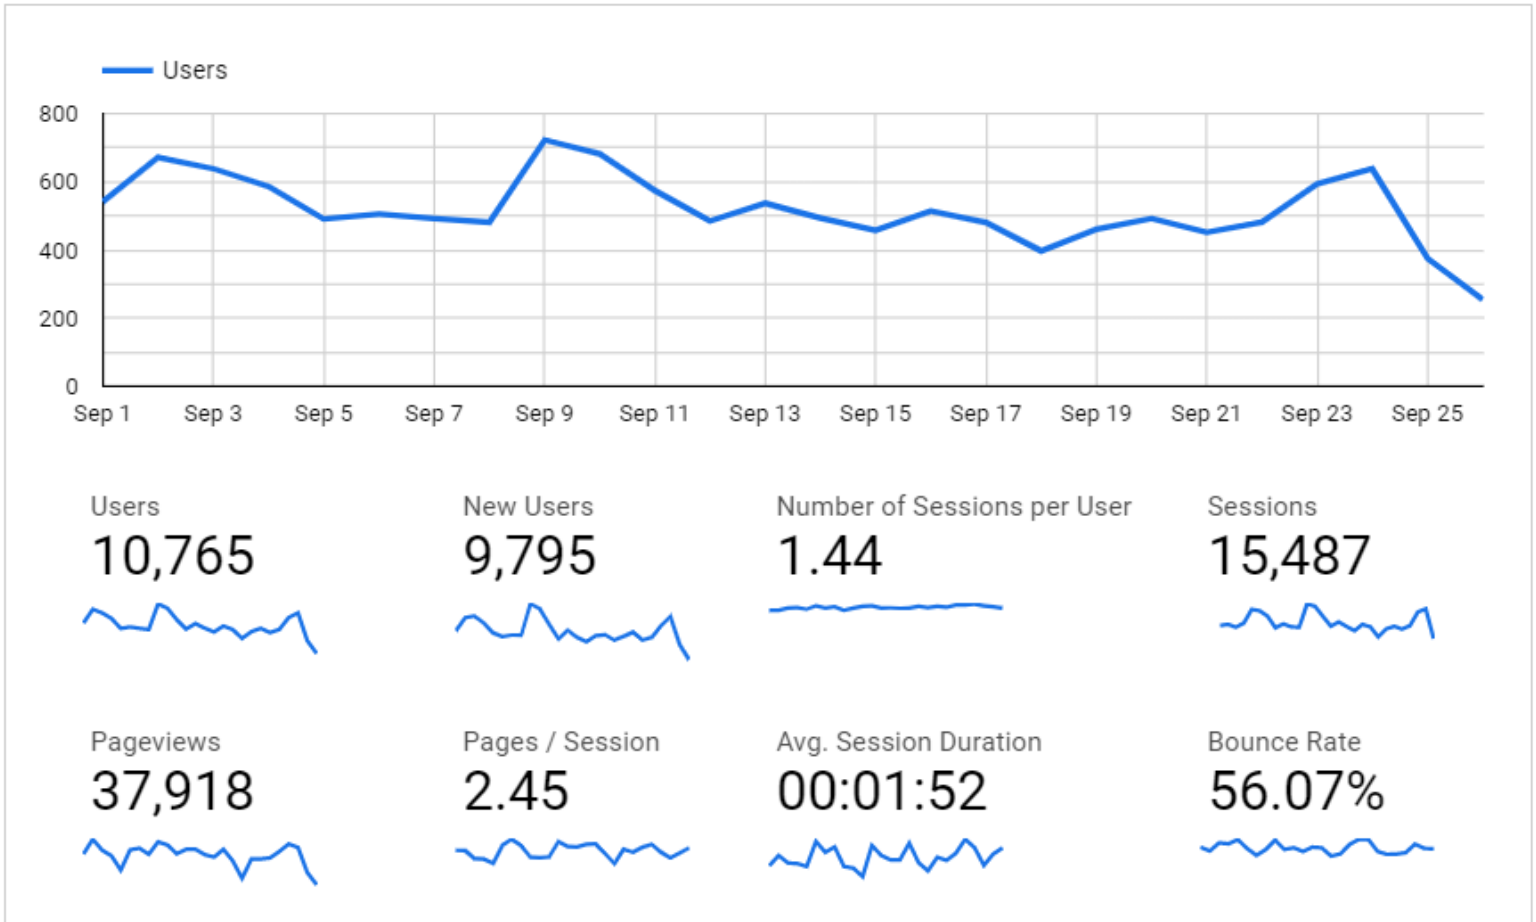 Users
800
600
400
200
0
Sep 1 Sep 3 Sep 5 Sep 7 Sep 9 Sep 11 Sep 13 Sep 15 Sep 17 Sep 19 Sep 21 Sep 23 Sep 25
Users New Users Number of Sessions per User Sessions
10,765 9,795 1.44 15,487
Pageviews Pages / Session Avg. Session Duration Bounce Rate
37,918 2.45 00:01:52 56.07%